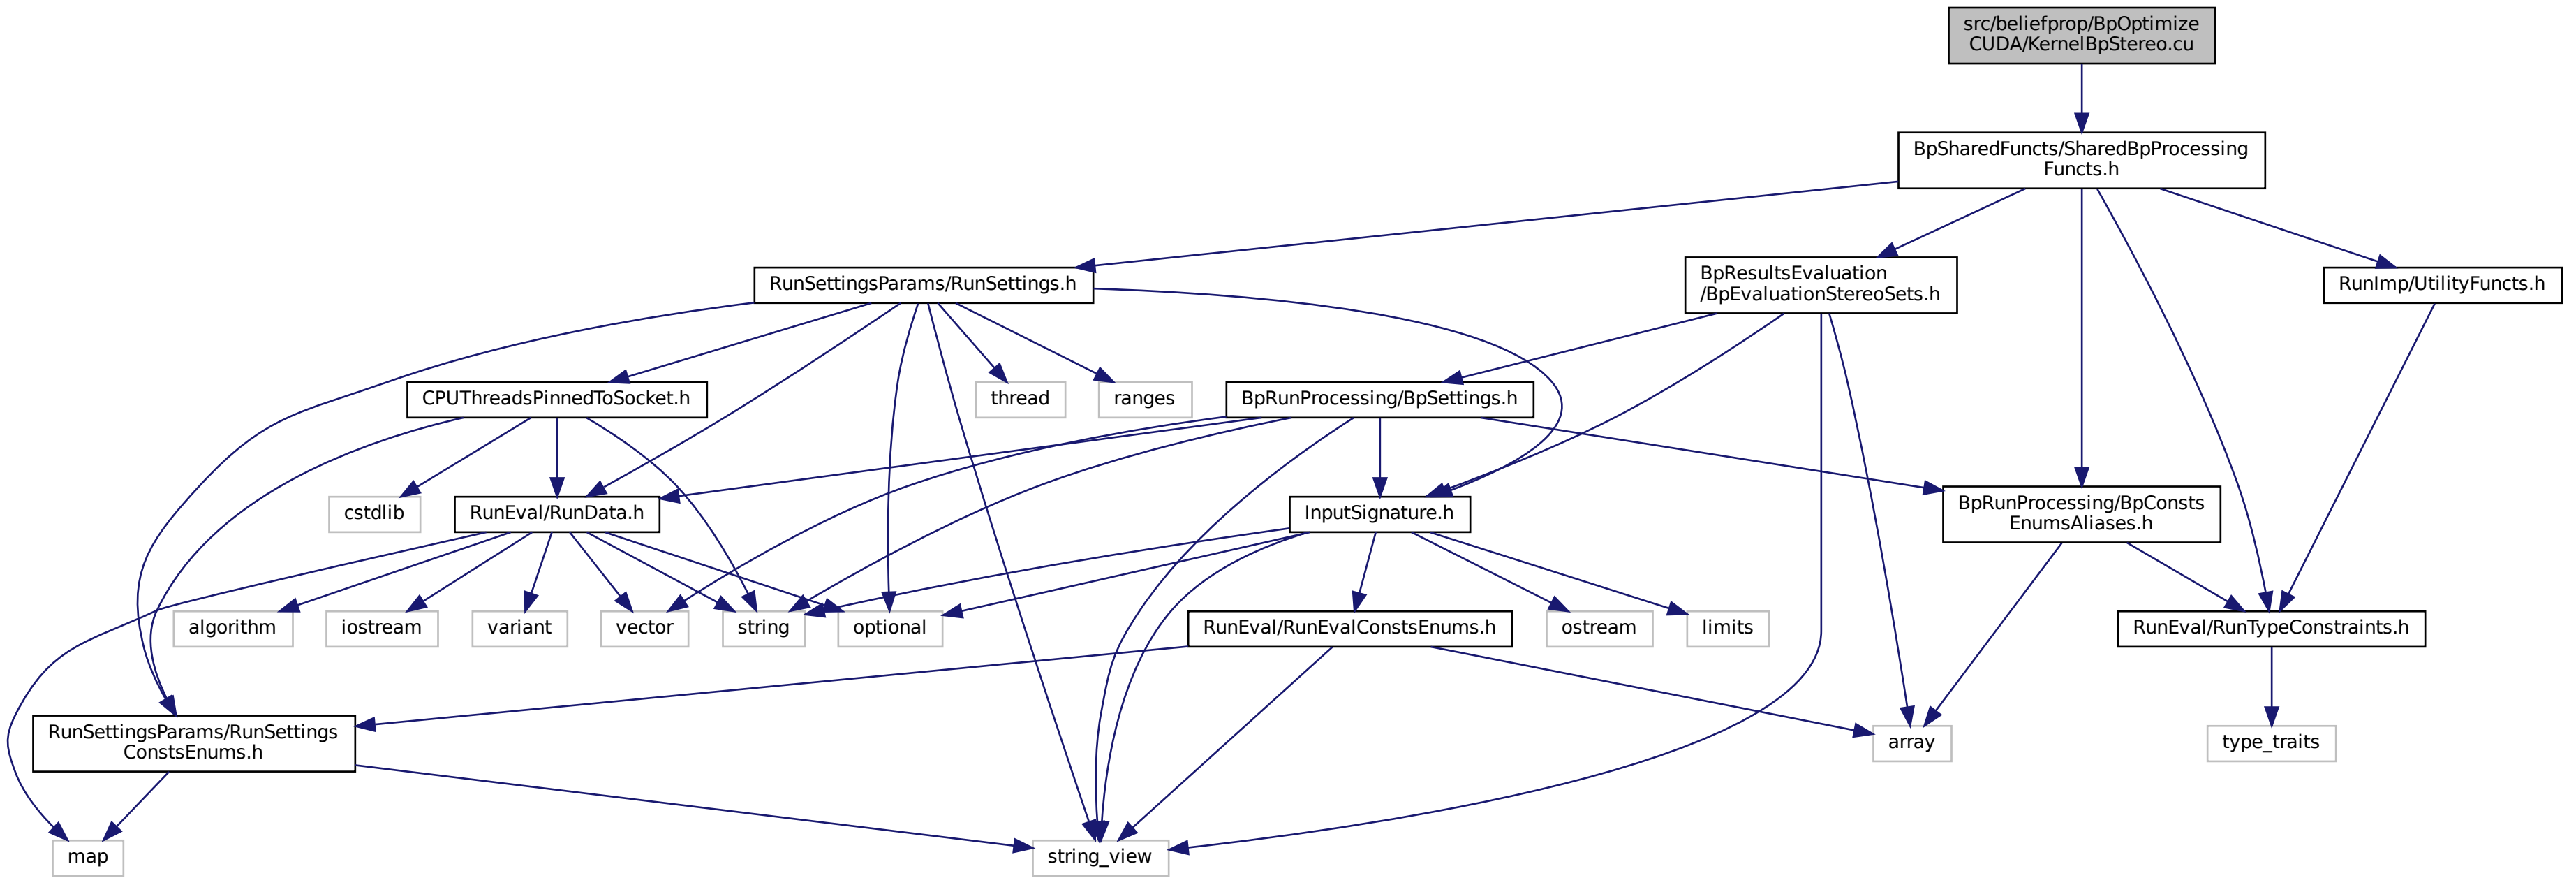 src/beliefprop/BpOptimize
CUDA/KernelBpStereo.cu
BpSharedFuncts/SharedBpProcessing
Functs.h
RunSettingsParams/RunSettings.h
BpResultsEvaluation
/BpEvaluationStereoSets.h
RunImp/UtilityFuncts.h
CPUThreadsPinnedToSocket.h
thread
ranges
BpRunProcessing/BpSettings.h
cstdlib
RunEval/RunData.h
InputSignature.h
BpRunProcessing/BpConsts
EnumsAliases.h
algorithm
iostream
variant
vector
string
optional
RunEval/RunEvalConstsEnums.h
ostream
limits
RunEval/RunTypeConstraints.h
RunSettingsParams/RunSettings
ConstsEnums.h
array
type_traits
map
string_view